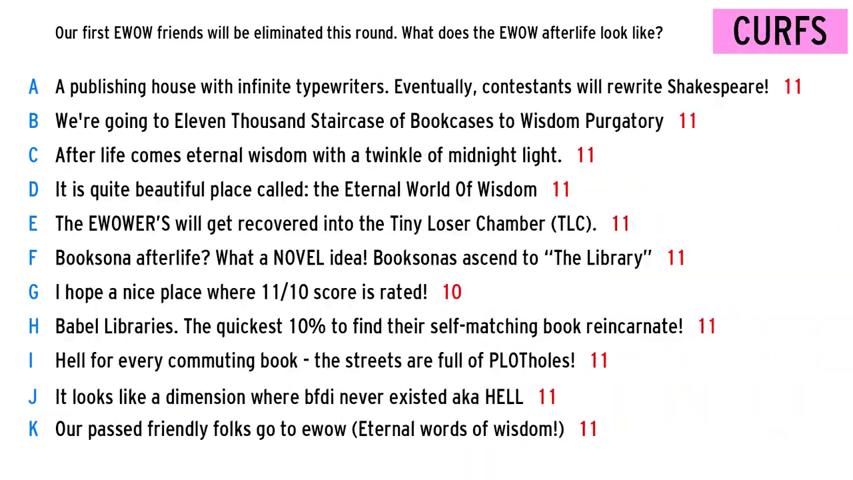 Our first EWOW friends will be eliminated this round. What does the EWOW afterlife look like?
CURFS
A A publishing house with infinite typewriters. Eventually, contestants will rewrite Shakespeare! 11
B We're going to Eleven Thousand Staircase of Bookcases to Wisdom Purgatory 11
C After life comes eternal wisdom with a twinkle of midnight light. 11
D It is quite beautiful place called: the Eternal World Of Wisdom 11
E The EWOWER'S will get recovered into the Tiny Loser Chamber (TLC). 11
F Booksona afterlife? What a NOVEL idea! Booksonas ascend to “The Library” 11
G I hope a nice place where 11/10 score is rated! 10
H Babel Libraries. The quickest 10% to find their self-matching book reincarnate! 11
I Hell for every commuting book - the streets are full of PLOTholes! 11
J It looks like a dimension where bfdi never existed aka HELL 11
K Our passed friendly folks go to ewow (Eternal words of wisdom!) 11